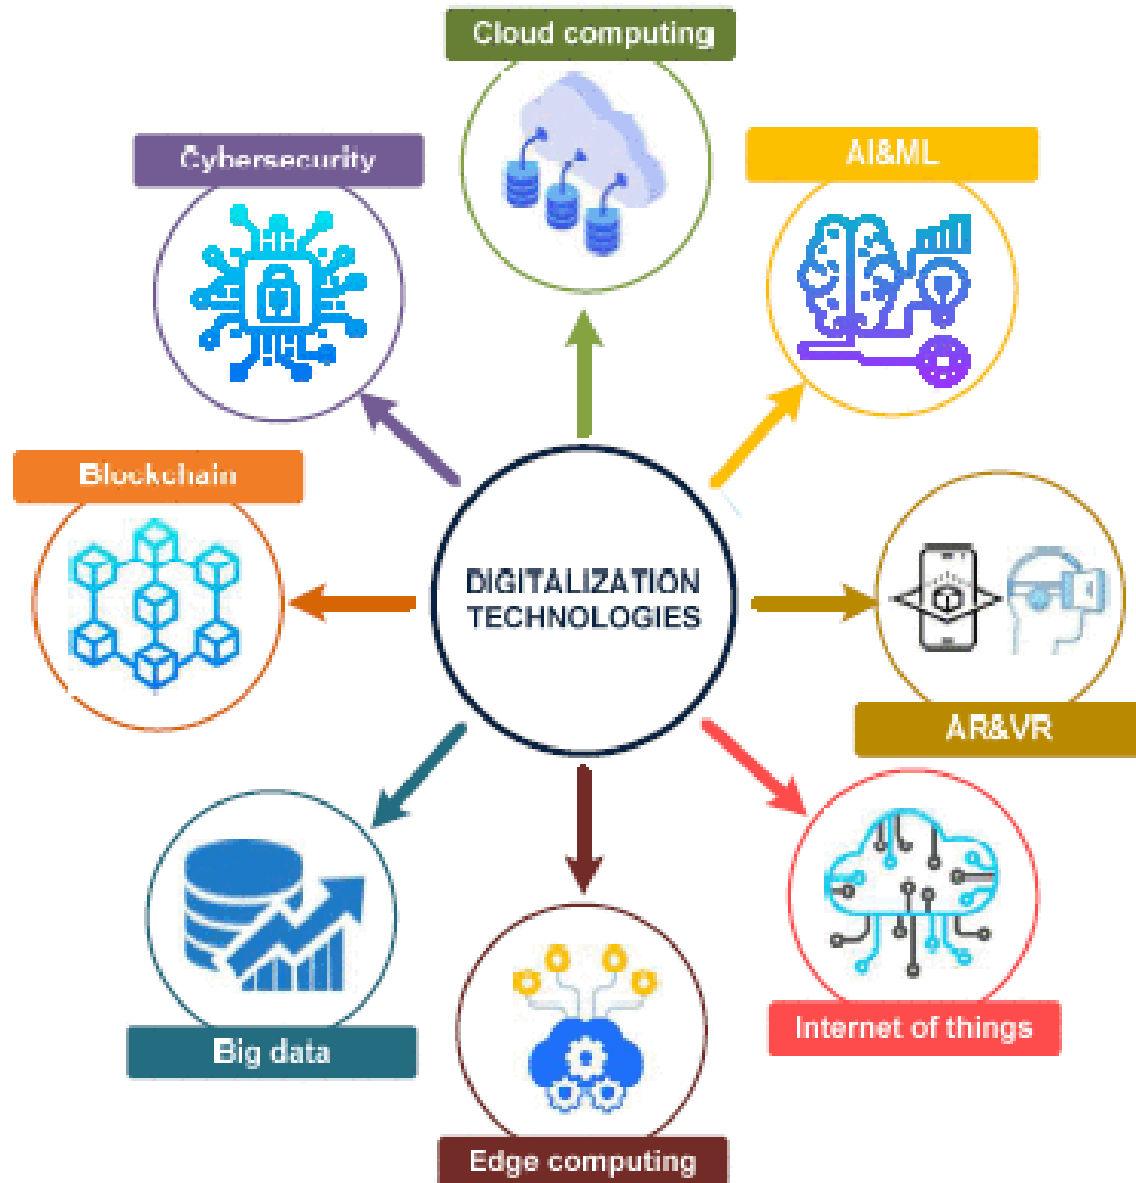 Cloud computing
Cybersecurity
AI&ML
Blockchain
DIGITALIZATION
TECHNOLOGIES
AR&VR
Internet of things
Big data
Edge computing